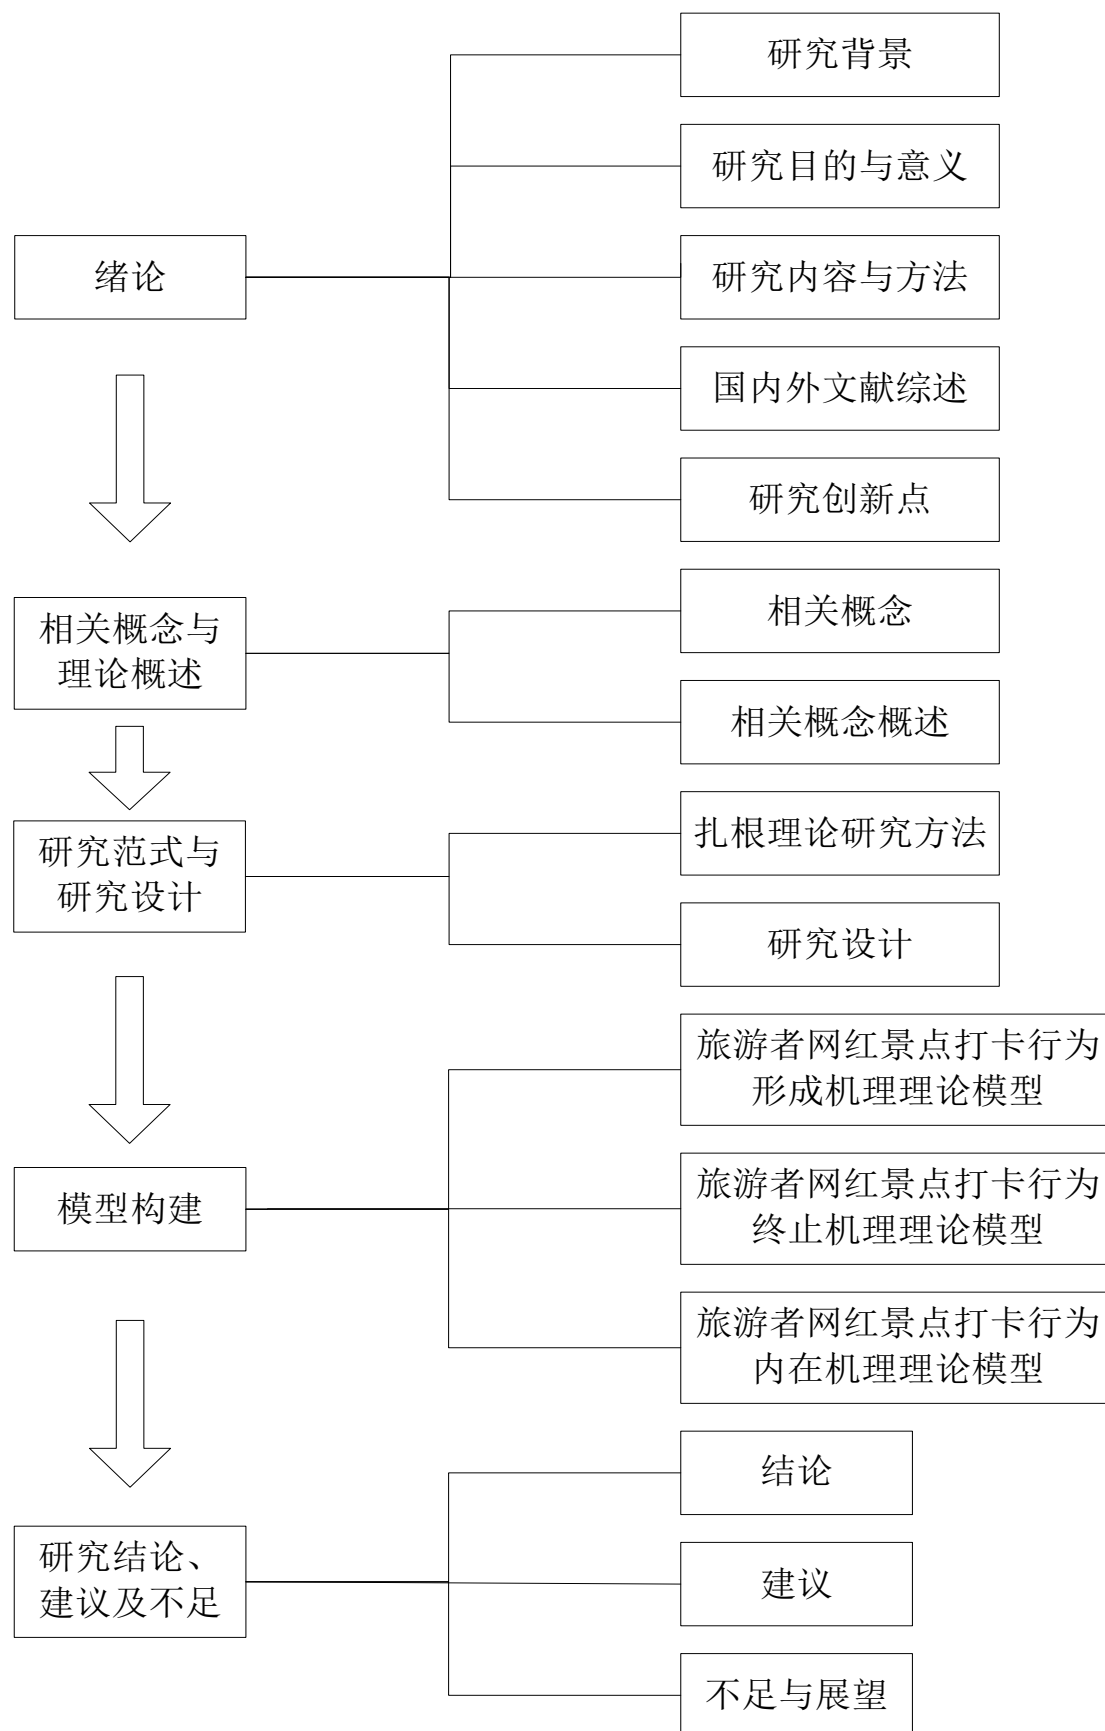 绪论
研究背景
研究目的与意义
研究内容与方法
国内外文献综述
研究创新点
相关概念与
理论概述
相关概念
相关概念概述
研究范式与
研究设计
扎根理论研究方法
研究设计
模型构建
旅游者网红景点打卡行为
形成机理理论模型
旅游者网红景点打卡行为
终止机理理论模型
旅游者网红景点打卡行为
内在机理理论模型
研究结论、
建议及不足
结论
建议
不足与展望